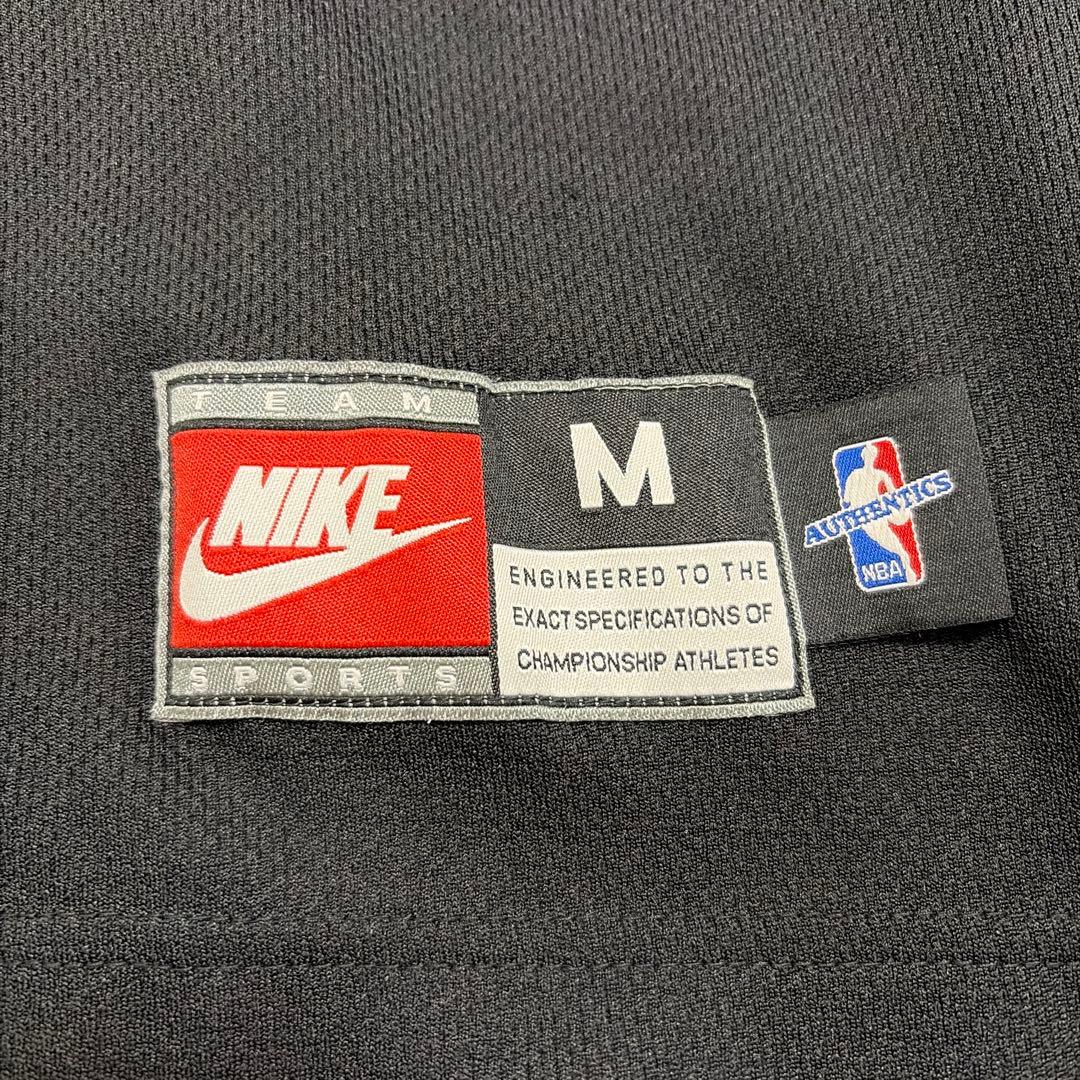 TEAM
NIKE
SPORTS
M
ENGINEERED TO THE
EXACT SPECIFICATIONS OF
CHAMPIONSHIP ATHLETES
AUTHENTICS
NBA